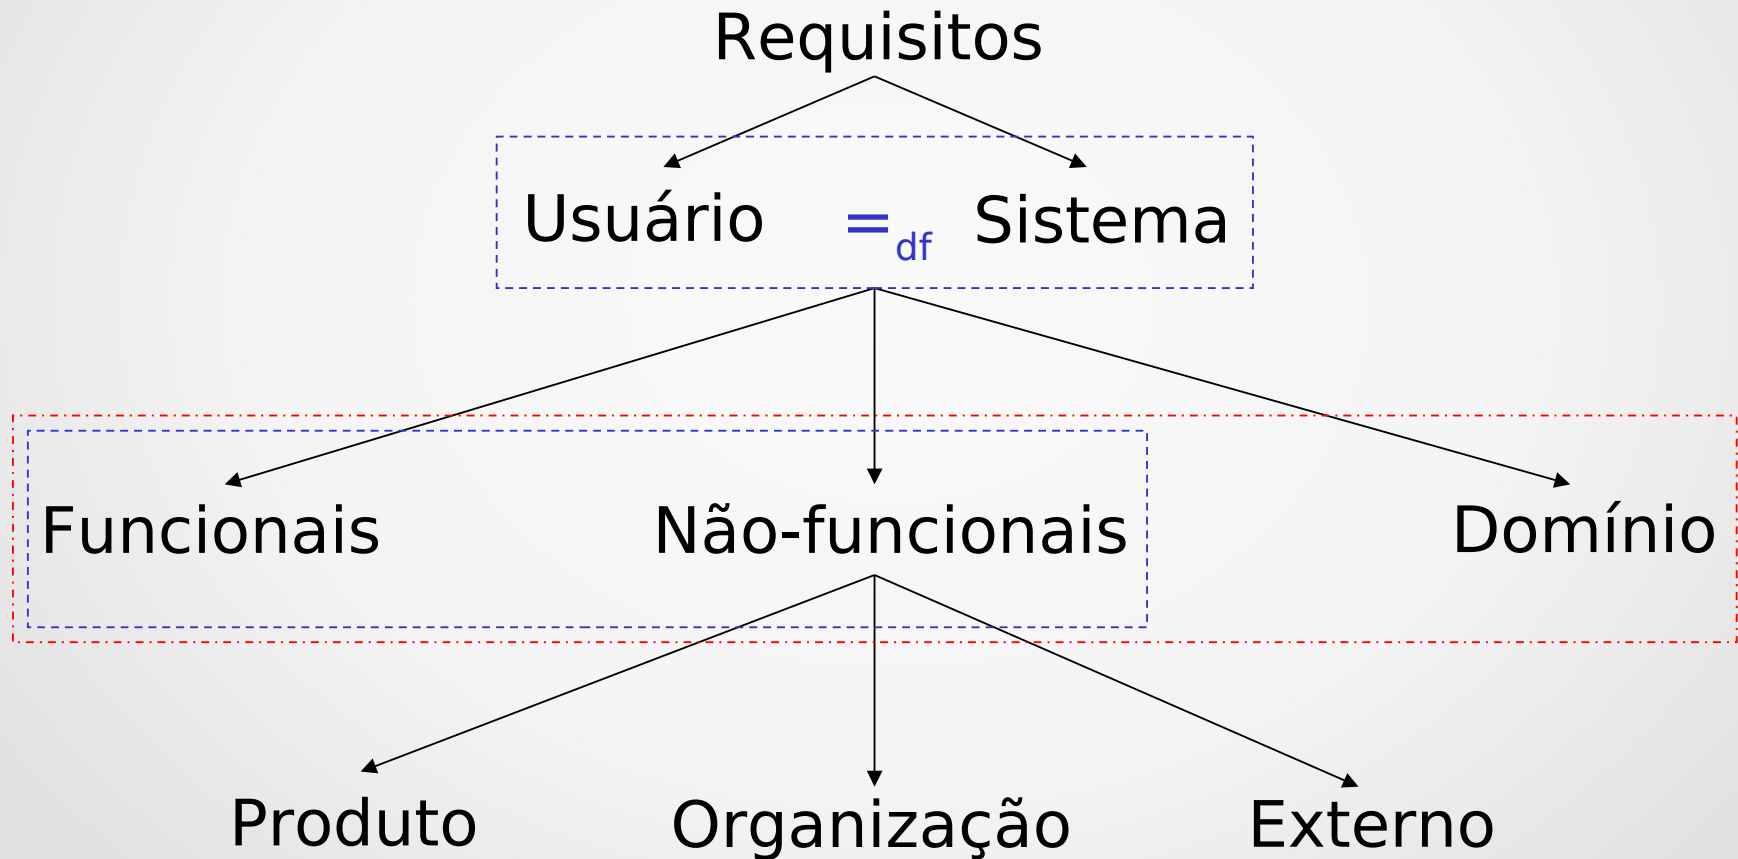 Requisitos
Usuário =df Sistema
Funcionais Não-funcionais Domínio
Produto Organização Externo